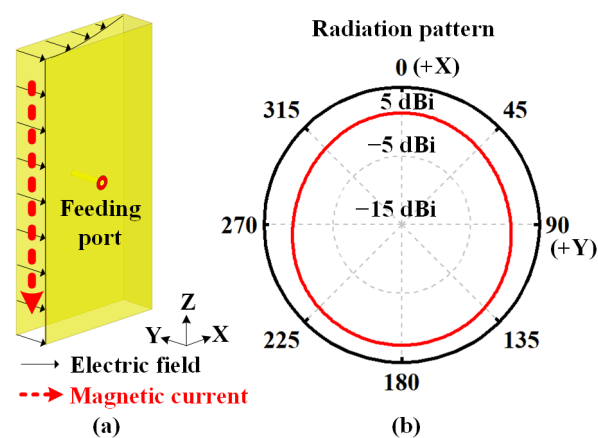 Radiation pattern
0 (+X)
5 dBi
315
45
−5 dBi
Feeding
port
−15 dBi
270
90
(+Y)
Z
Y
X
225
135
Electric field
180
Magnetic current
(a)
(b)